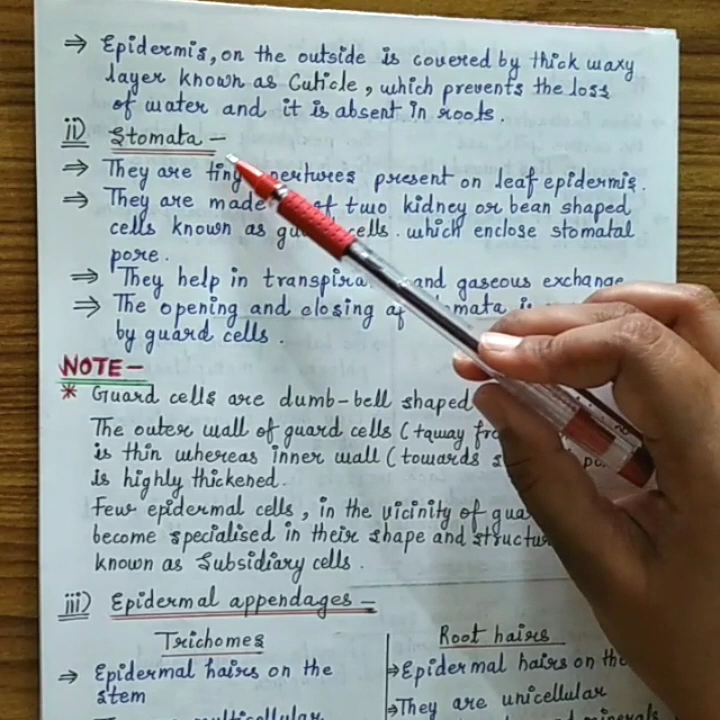 ⇒ Epidermis, on the outside is covered by thick waxy
layer known as Cuticle, which prevents the loss
of water and it is absent in roots.
ii) Stomata –
⇒ They are tiny present on leaf epidermis.
⇒ They are made of two kidney or bean shaped
cells known as cells. which enclose stomatal
pore.
⇒ They help in and gaseous exchange
⇒ The opening and closing of
by guard cells.
NOTE –
* Guard cells are dumb-bell shaped
The outer wall of guard cells (
is thin whereas inner wall (towards
is highly thickened.
Few epidermal cells, in the vicinity of
become specialised in their shape and
known as Subsidiary cells.
iii) Epidermal appendages –
Trichomes
⇒ Epidermal hairs on the
stem
Root hairs
⇒ Epidermal hairs on the
⇒ They are unicellular